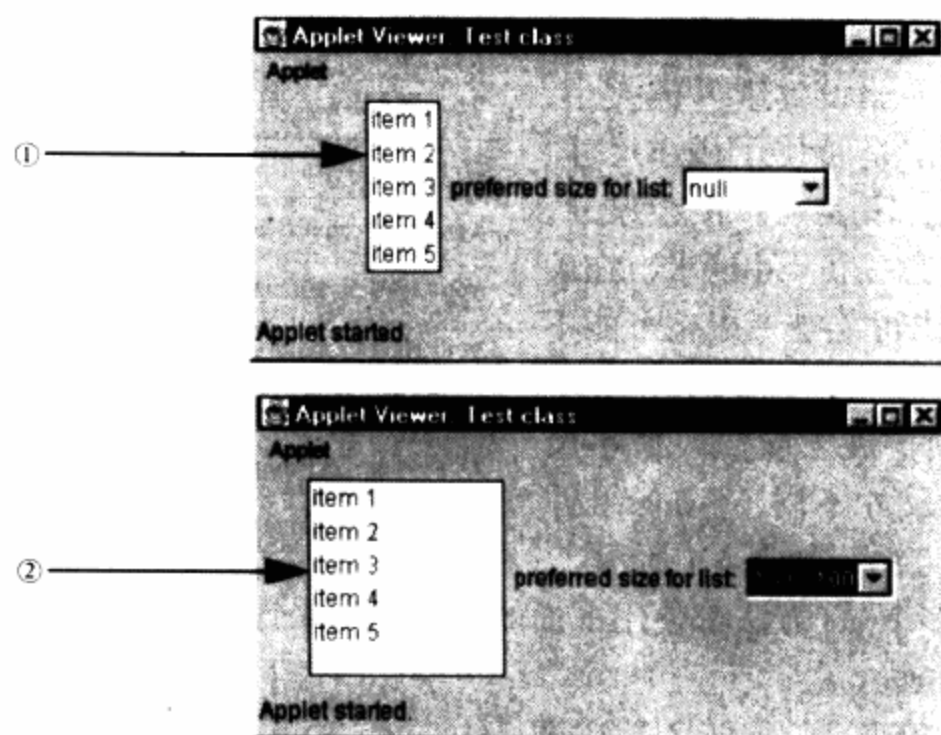 Applet Viewer. Test class
Applet
①
item 1
item 2
item 3
item 4
item 5
preferred size for list:
null
Applet started.
Applet Viewer. Test class
Applet
②
item 1
item 2
item 3
item 4
item 5
preferred size for list:
Applet started.